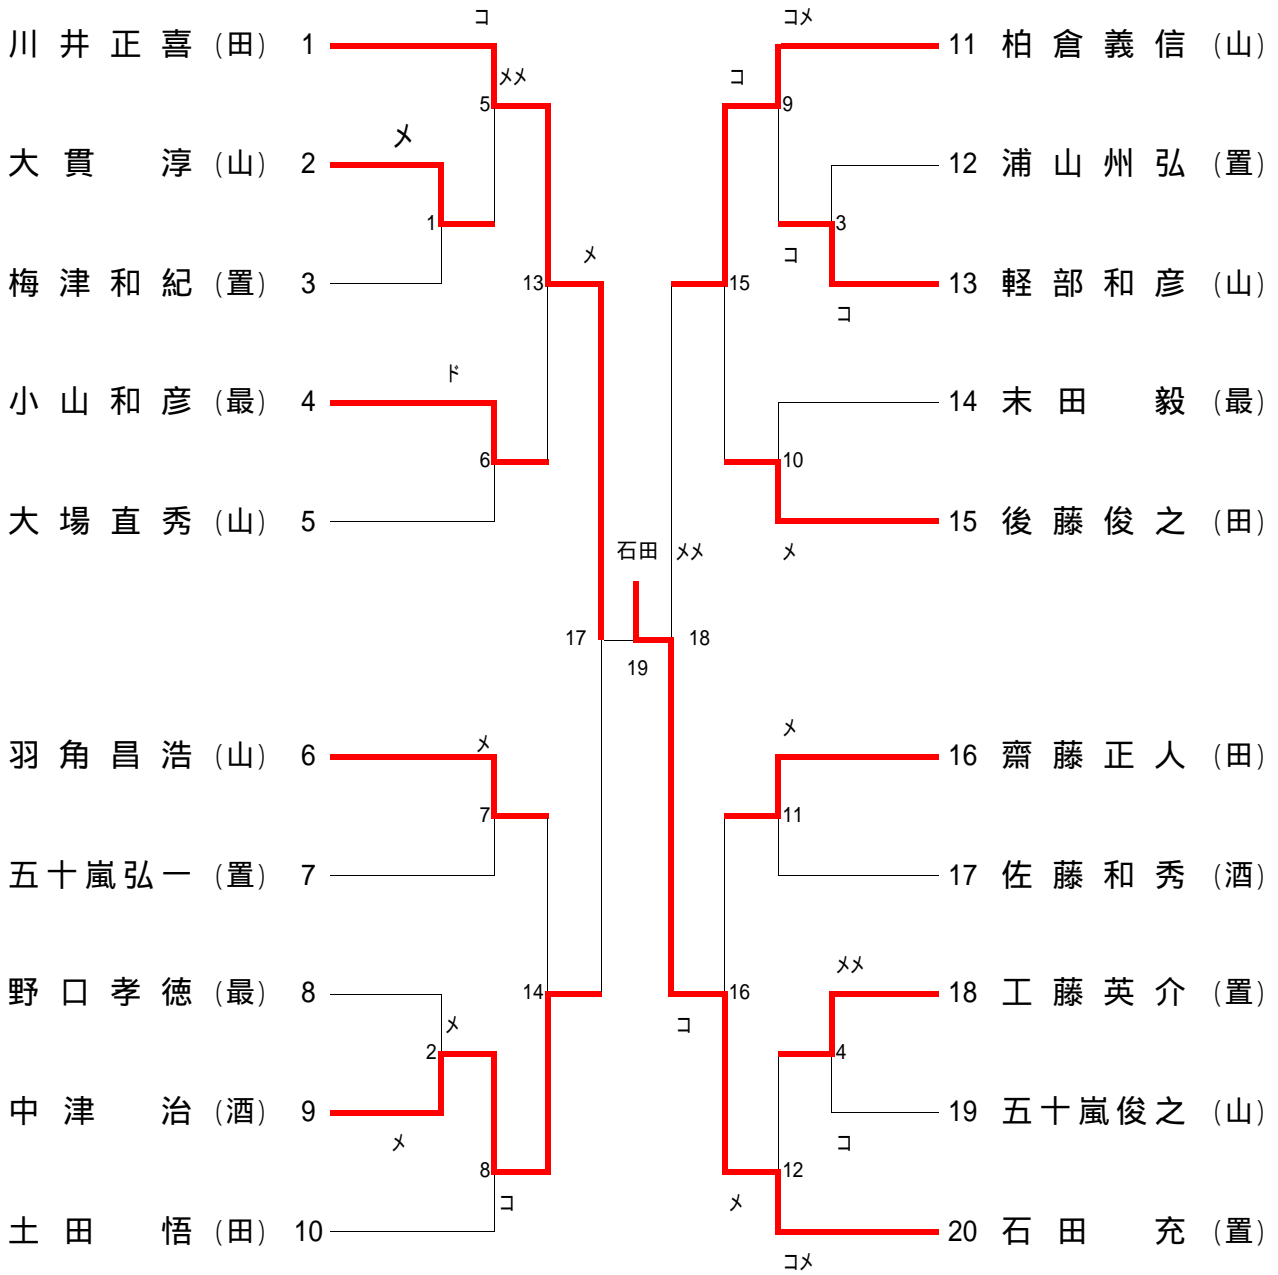 コ
コメ
川井正喜 (田) 1
11 柏倉義信 (山)
メメ
コ
5
9
メ
大貫　淳 (山) 2
12 浦山州弘 (置)
1
3
メ
コ
梅津和紀 (置) 3
13
15
13 軽部和彦 (山)
コ
ド
小山和彦 (最) 4
14 末田　毅 (最)
6
10
大場直秀 (山) 5
15 後藤俊之 (田)
石田
メメ
メ
17
18
19
メ
メ
羽角昌浩 (山) 6
16 齋藤正人 (田)
7
11
五十嵐弘一 (置) 7
17 佐藤和秀 (酒)
メメ
野口孝徳 (最) 8
14
16
18 工藤英介 (置)
メ
コ
2
4
中津　治 (酒) 9
19 五十嵐俊之 (山)
メ
コ
8
12
コ
メ
土田　悟 (田) 10
20 石田　充 (置)
コメ